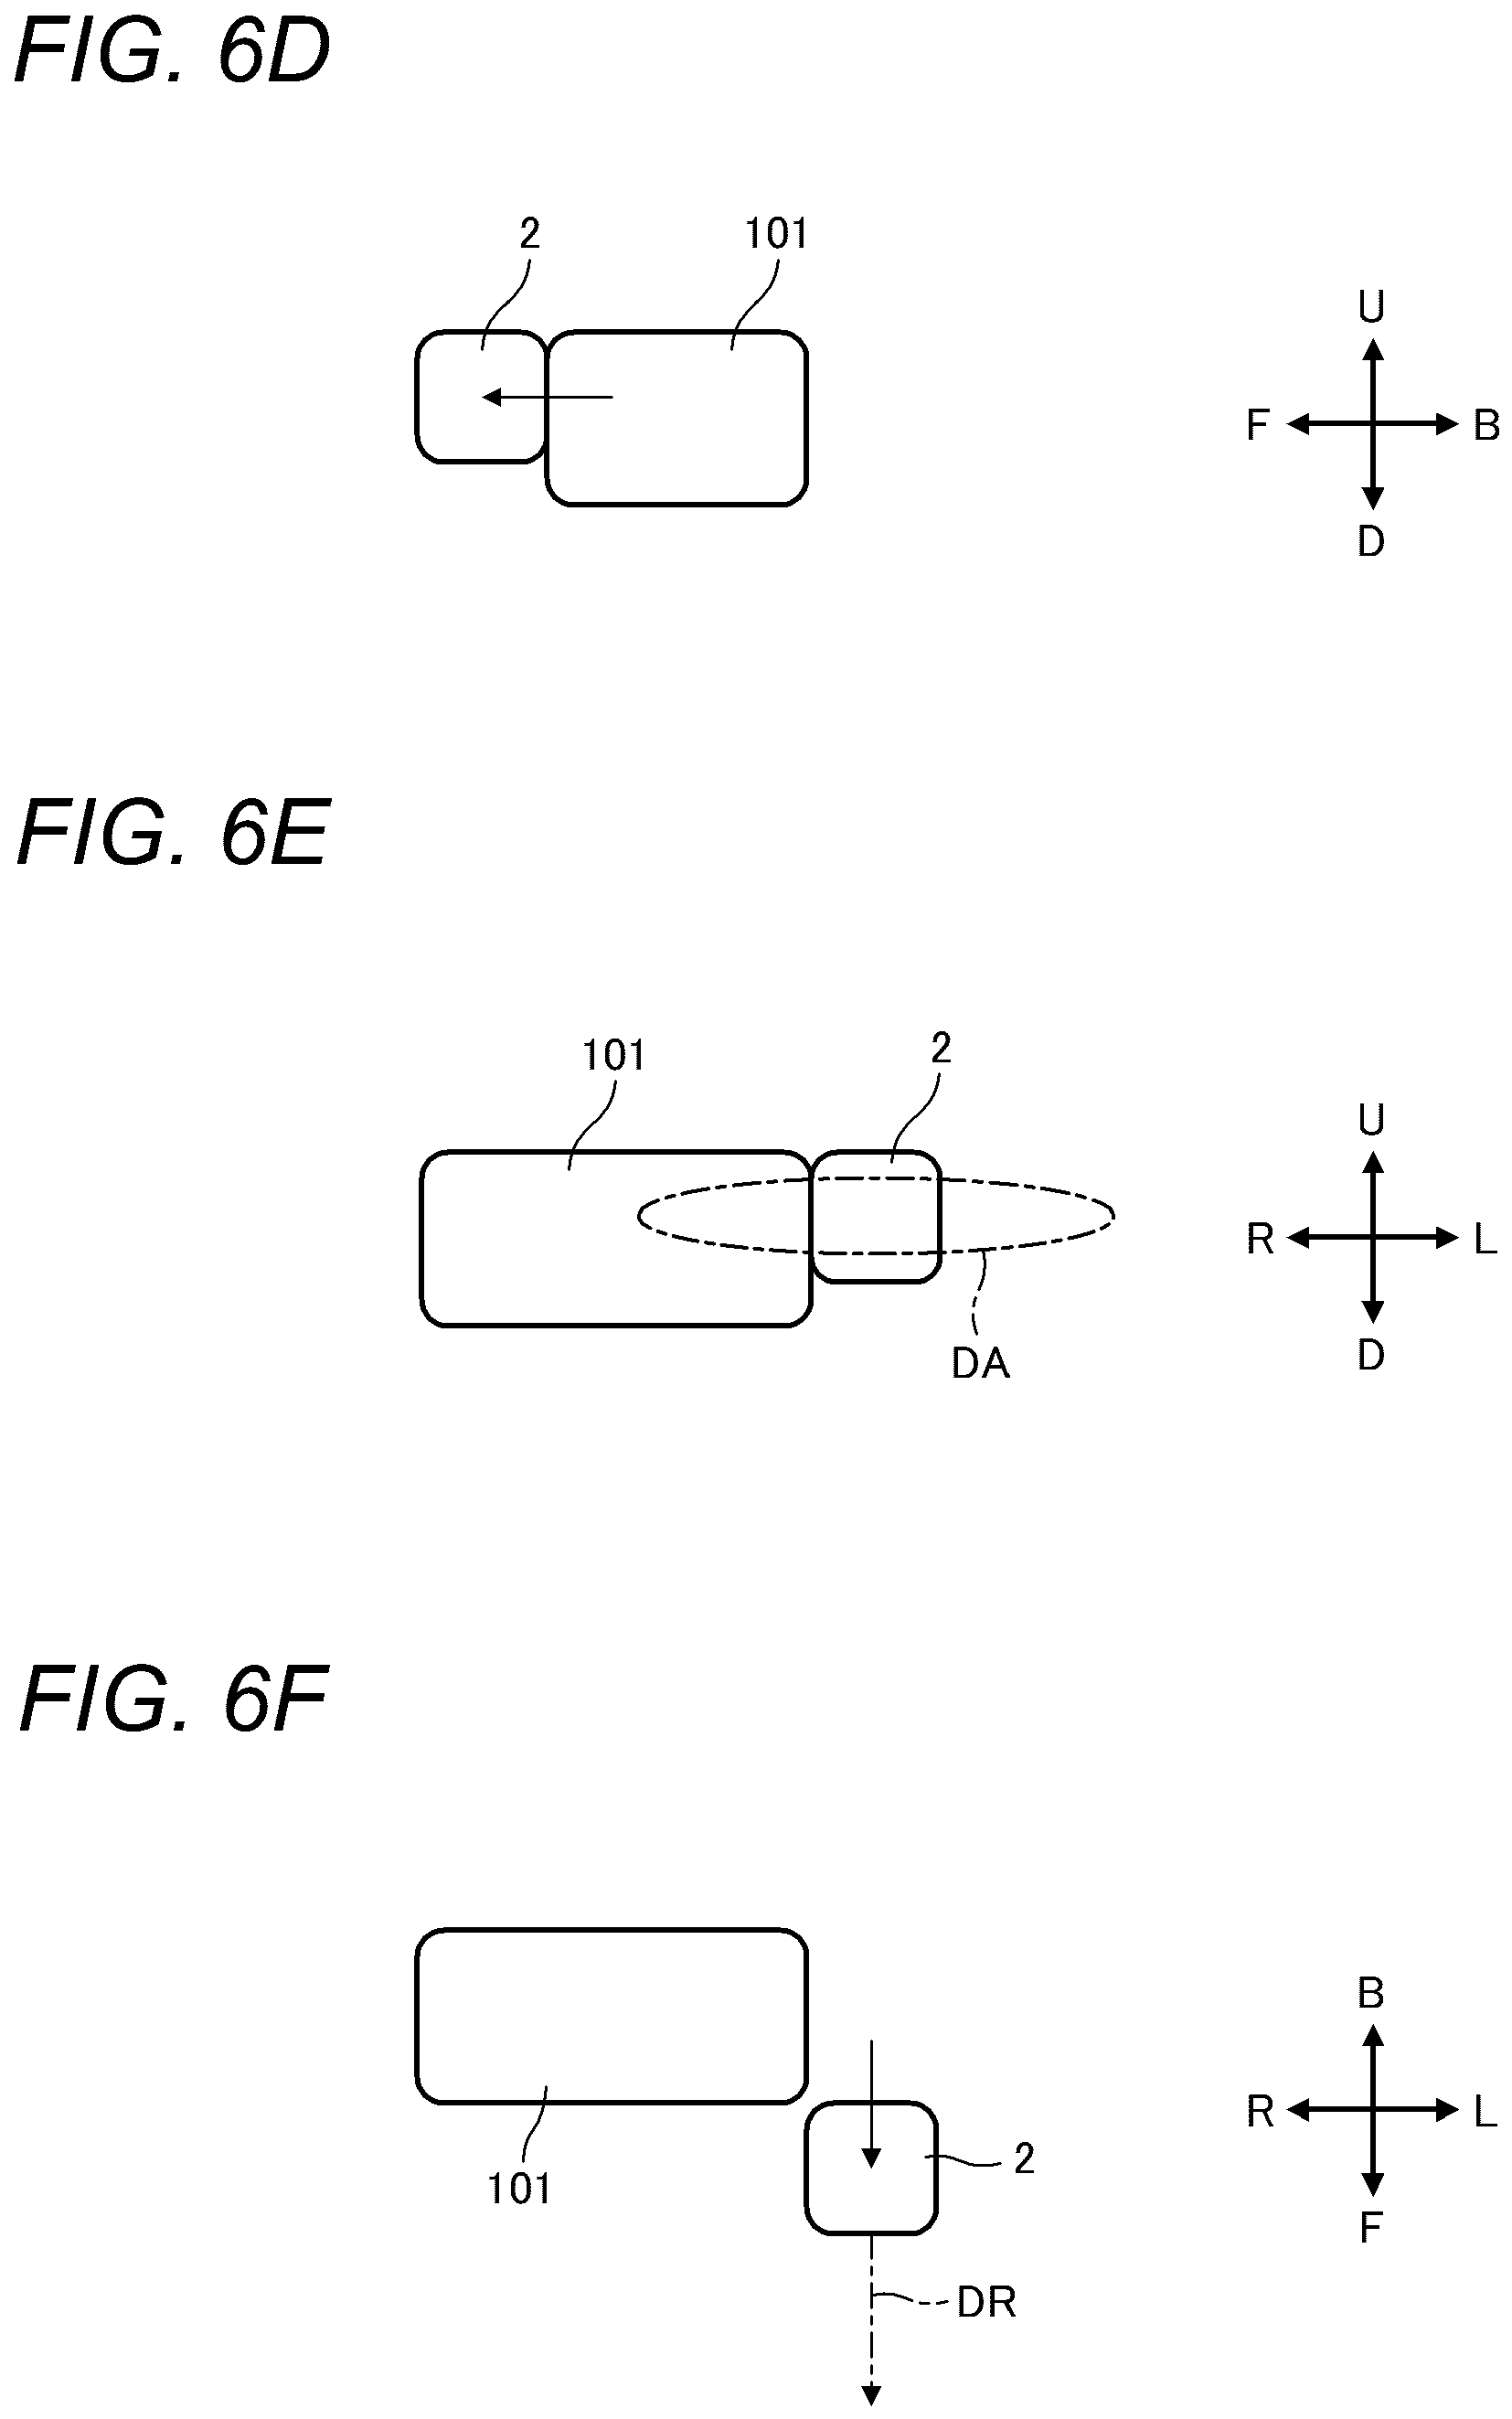 FIG. 6D
2 101
U
F B
D
FIG. 6E
101 2
U
R L
DA
D
FIG. 6F
B
R L
101
2
F
DR